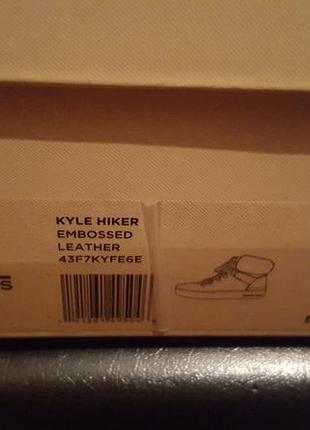 KYLE HIKER
EMBOSSED
LEATHER
43F7KYFE6E
S